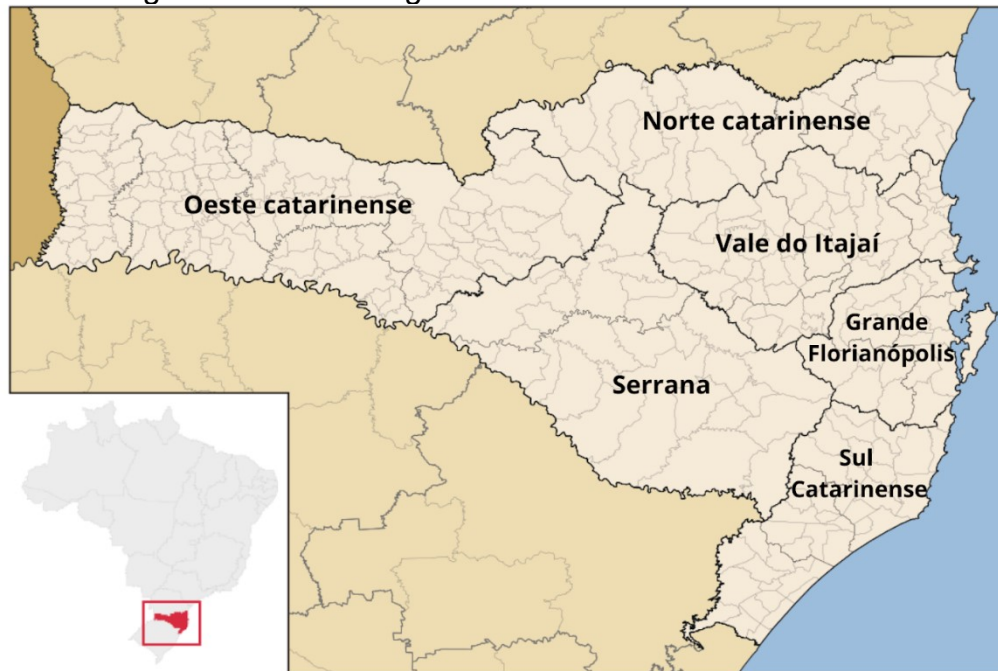 Norte catarinense
Oeste catarinense
Vale do Itajaí
Grande
Florianópolis
Serrana
Sul
Catarinense